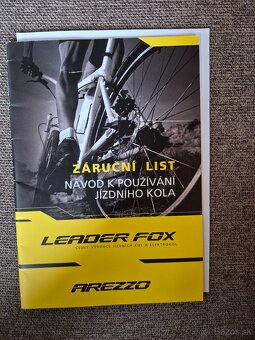 ZÁRUČNÍ LIST
NÁVOD K POUŽÍVÁNÍ
JÍZDNÍHO KOLA
LEADER FOX
ČESKÝ VÝROBCE JÍZDNÍCH KOL A ELEKTROKOL
AREZZO